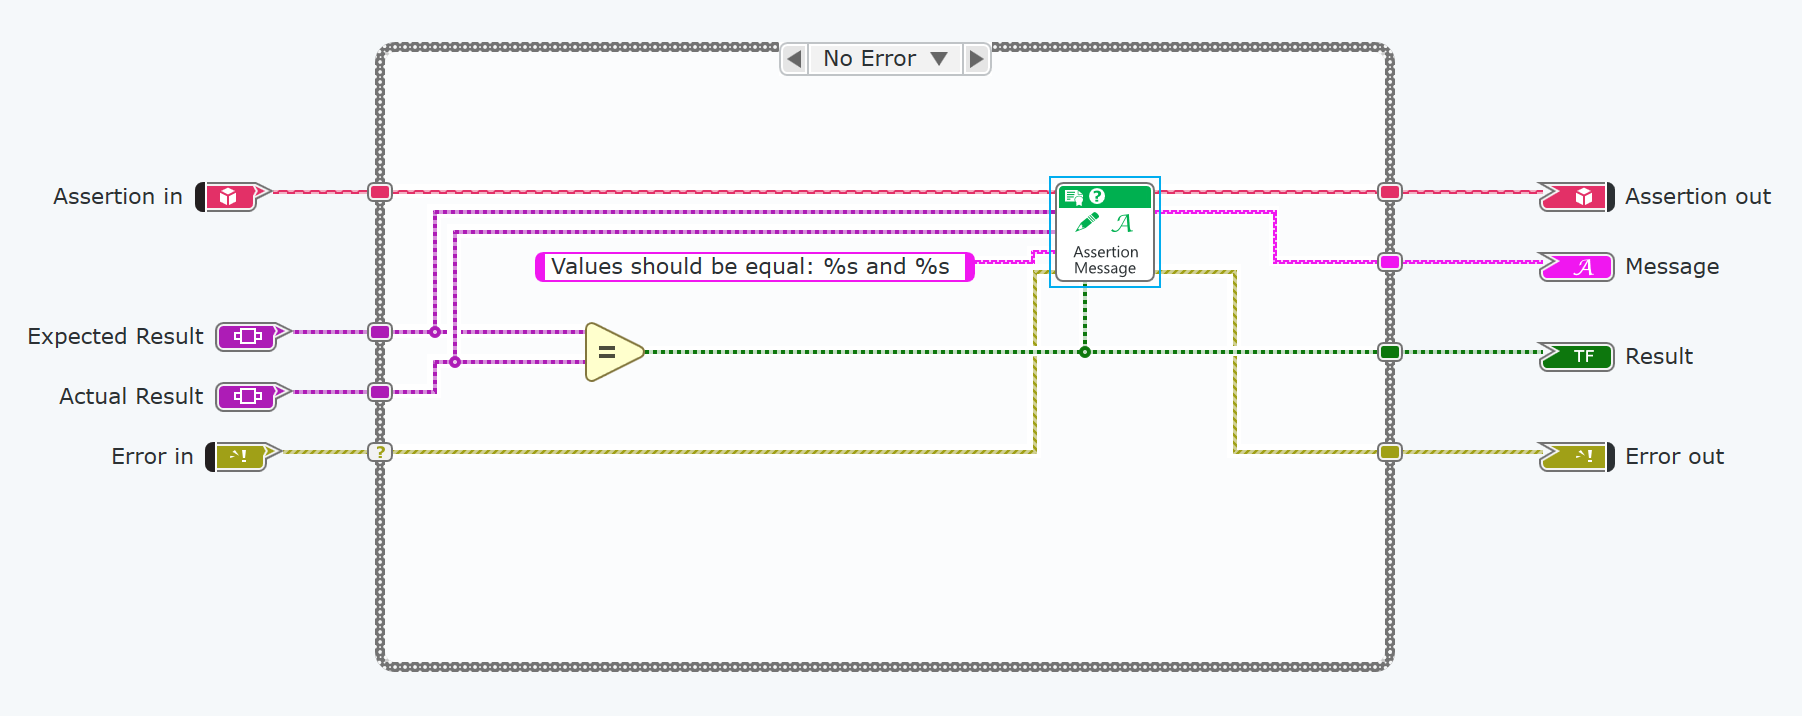 No Error
Assertion in
Assertion out
?
𝒜
Assertion
Message
Values should be equal: %s and %s
𝒜
Message
Expected Result
=
TF
Result
Actual Result
Error in
!
?
!
Error out